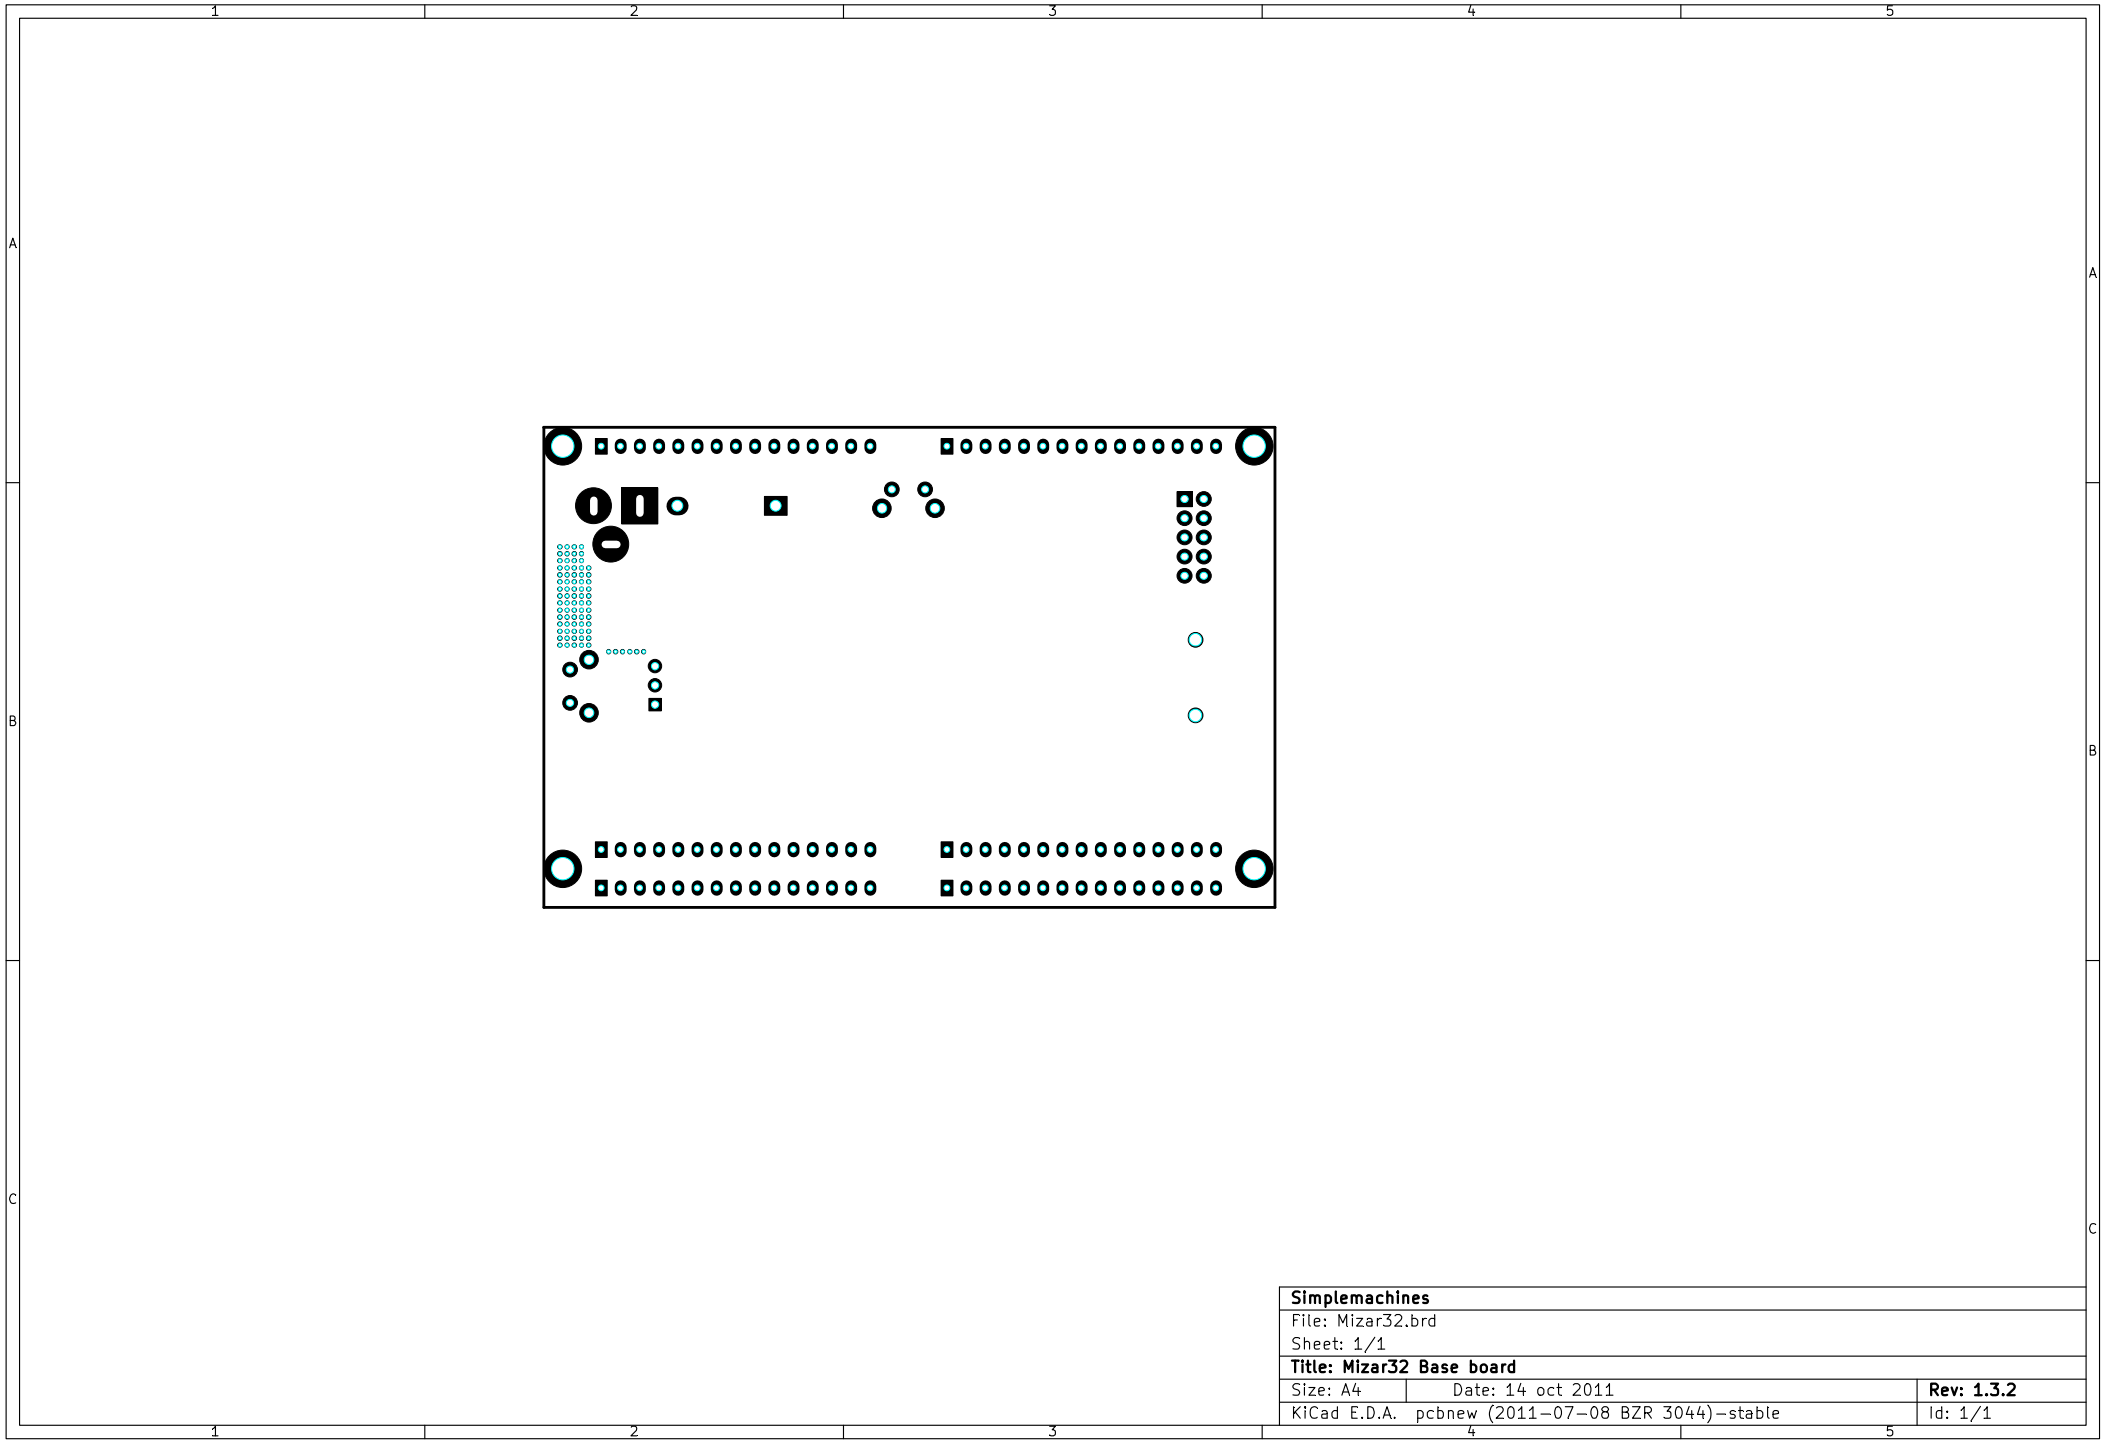 1 2 3 4 5
A A
B B
C C
Simplemachines
File: Mizar32.brd
Sheet: 1/1
Title: Mizar32 Base board
Size: A4 Date: 14 oct 2011 Rev: 1.3.2
KiCad E.D.A. pcbnew (2011-07-08 BZR 3044)-stable Id: 1/1
1 2 3 4 5